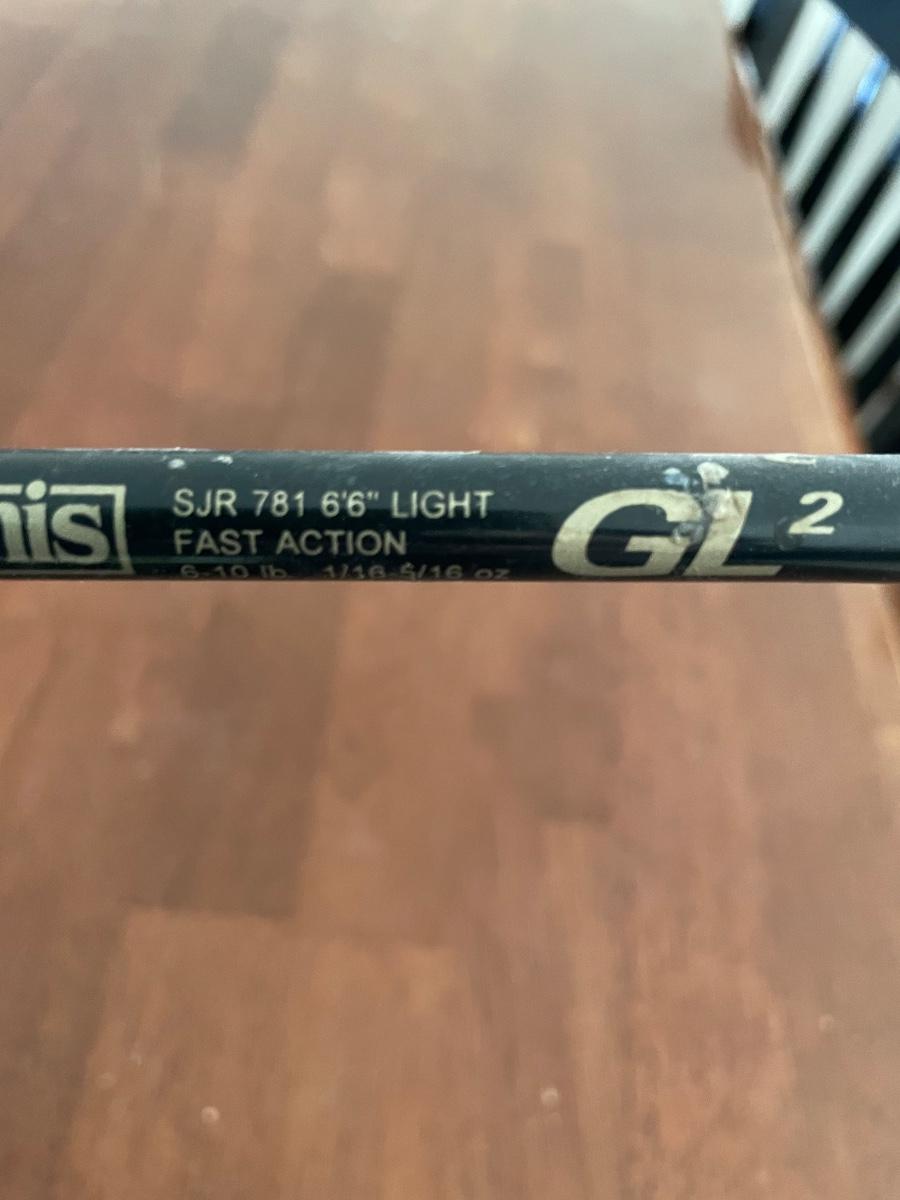 nis
SJR 781 6'6" LIGHT
FAST ACTION
6-10 lb. 1/16-5/16 oz
GL²